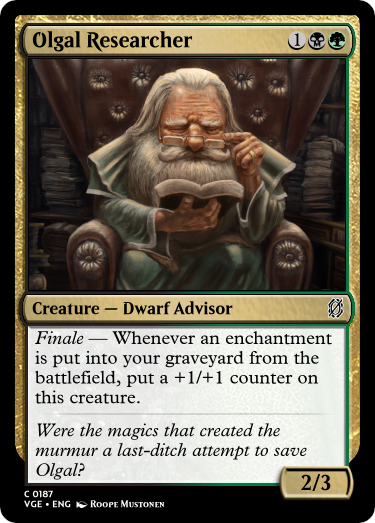 Olgal Researcher 1
Creature — Dwarf Advisor
Finale — Whenever an enchantment
is put into your graveyard from the
battlefield, put a +1/+1 counter on
this creature.
Were the magics that created the
murmur a last-ditch attempt to save
Olgal?
2/3
C 0187
VGE • ENG Roope Mustonen